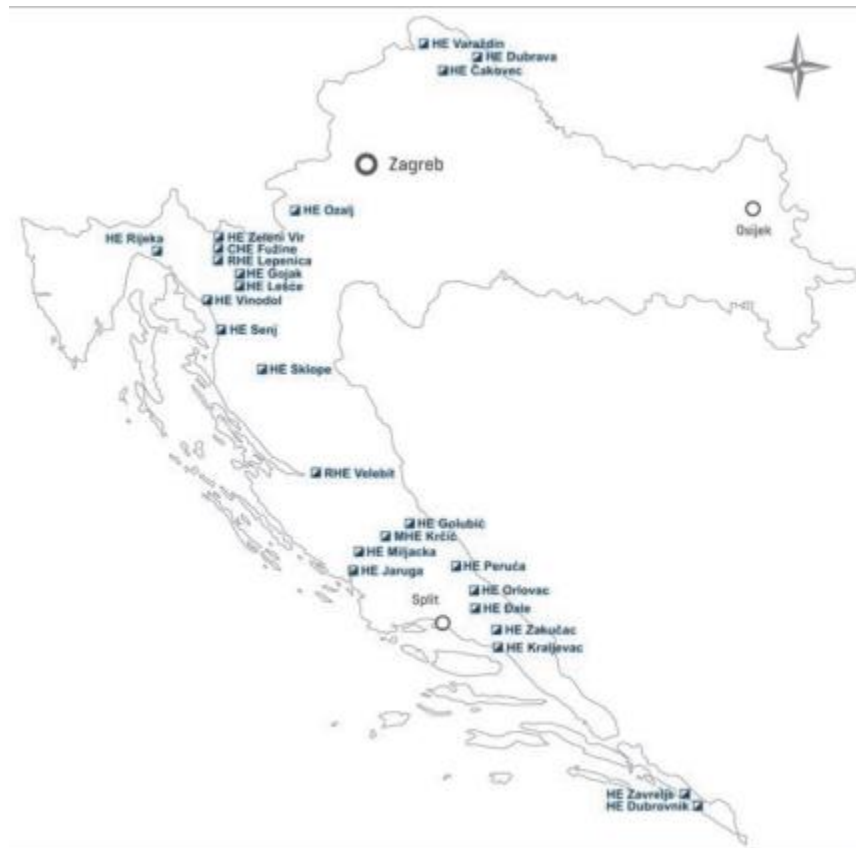 HE Varaždin
HE Dubrava
HE Čakovec
Zagreb
HE Ozalj
Osijek
HE Rijeka
HE Zeleni Vir
CHE Fužine
RHE Lepenica
HE Gojak
HE Lešće
HE Vinodol
HE Senj
HE Sklope
RHE Velebit
HE Golubić
MHE Krčić
HE Miljacka
HE Jaruga
HE Peruća
HE Orlovac
HE Đale
Split
HE Zakučac
HE Kraljevac
HE Zavrelje
HE Dubrovnik